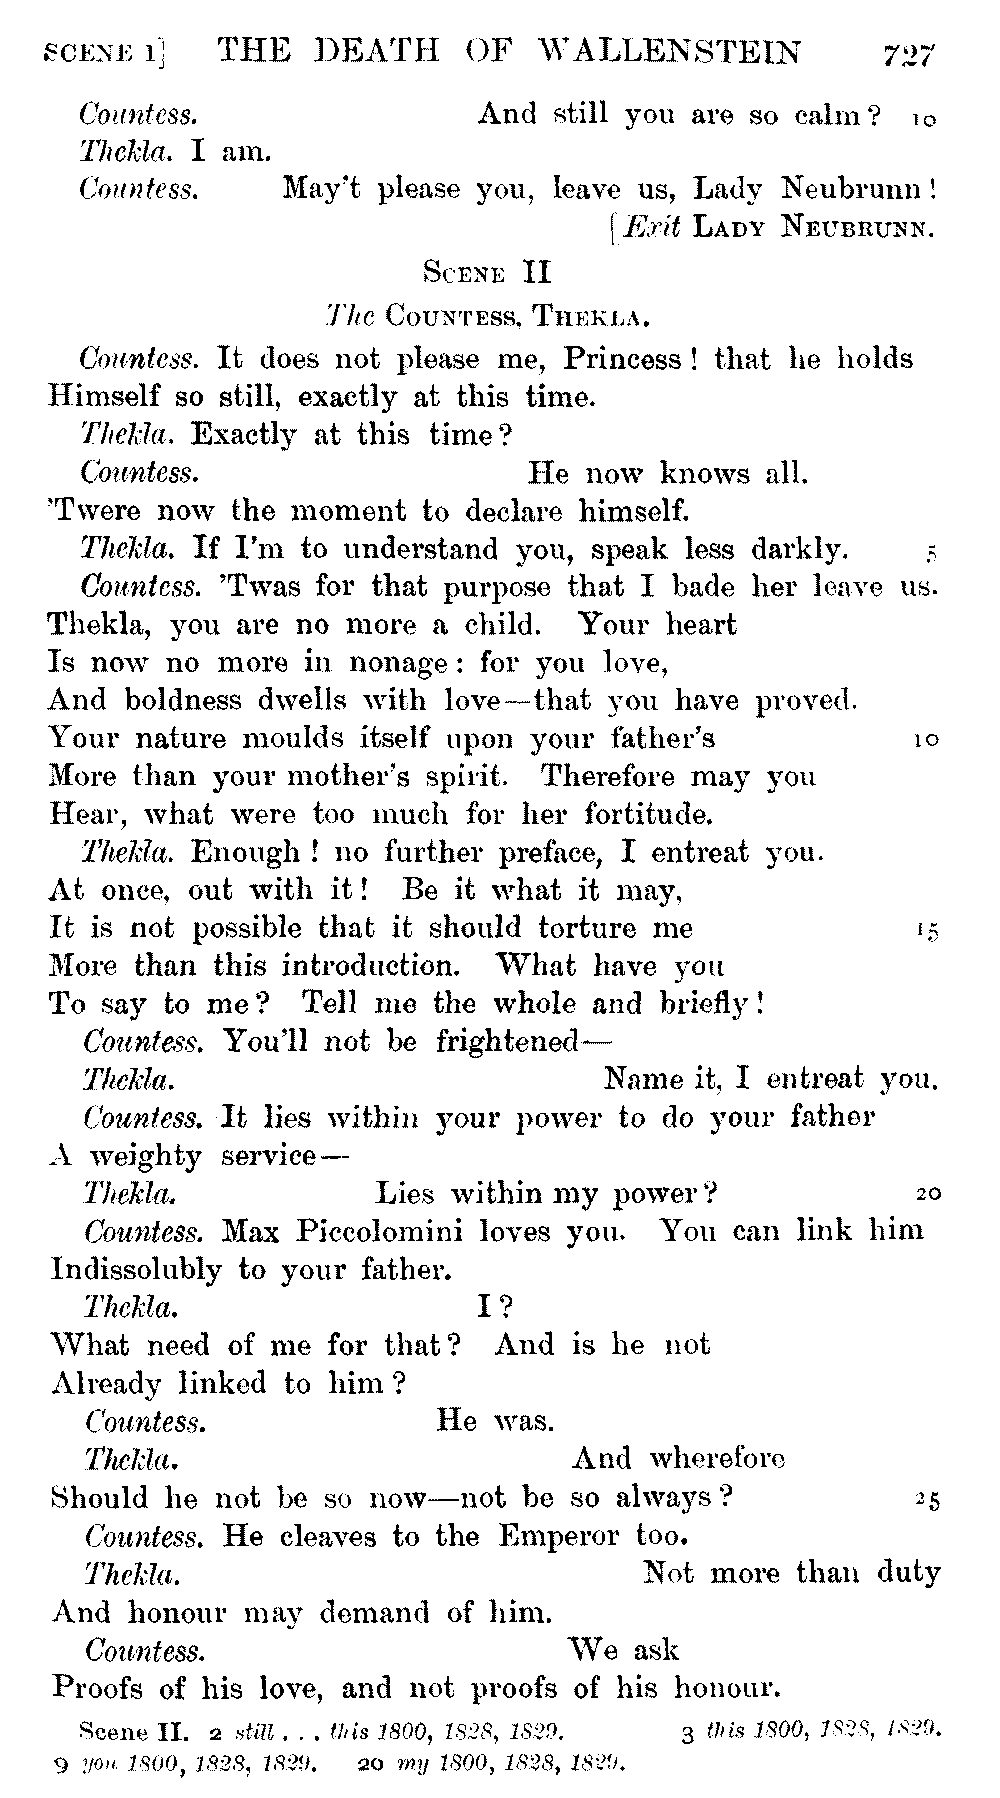 SCENE 1] THE DEATH OF WALLENSTEIN 727
Countess. And still you are so calm? 10
Thekla. I am.
Countess. May't please you, leave us, Lady Neubrunn!
[Exit LADY NEUBRUNN.
SCENE II
The COUNTESS, THEKLA.
Countess. It does not please me, Princess! that he holds
Himself so still, exactly at this time.
Thekla. Exactly at this time?
Countess. He now knows all.
'Twere now the moment to declare himself.
Thekla. If I'm to understand you, speak less darkly. 5
Countess. 'Twas for that purpose that I bade her leave us.
Thekla, you are no more a child. Your heart
Is now no more in nonage: for you love,
And boldness dwells with love—that you have proved.
Your nature moulds itself upon your father's 10
More than your mother's spirit. Therefore may you
Hear, what were too much for her fortitude.
Thekla. Enough! no further preface, I entreat you.
At once, out with it! Be it what it may,
It is not possible that it should torture me 15
More than this introduction. What have you
To say to me? Tell me the whole and briefly!
Countess. You'll not be frightened—
Thekla. Name it, I entreat you.
Countess. It lies within your power to do your father
A weighty service—
Thekla. Lies within my power? 20
Countess. Max Piccolomini loves you. You can link him
Indissolubly to your father.
Thekla. I?
What need of me for that? And is he not
Already linked to him?
Countess. He was.
Thekla. And wherefore
Should he not be so now—not be so always? 25
Countess. He cleaves to the Emperor too.
Thekla. Not more than duty
And honour may demand of him.
Countess. We ask
Proofs of his love, and not proofs of his honour.
Scene II. 2 still . . . this 1800, 1828, 1829. 3 this 1800, 1828, 1829.
9 you 1800, 1828, 1829. 20 my 1800, 1828, 1829.